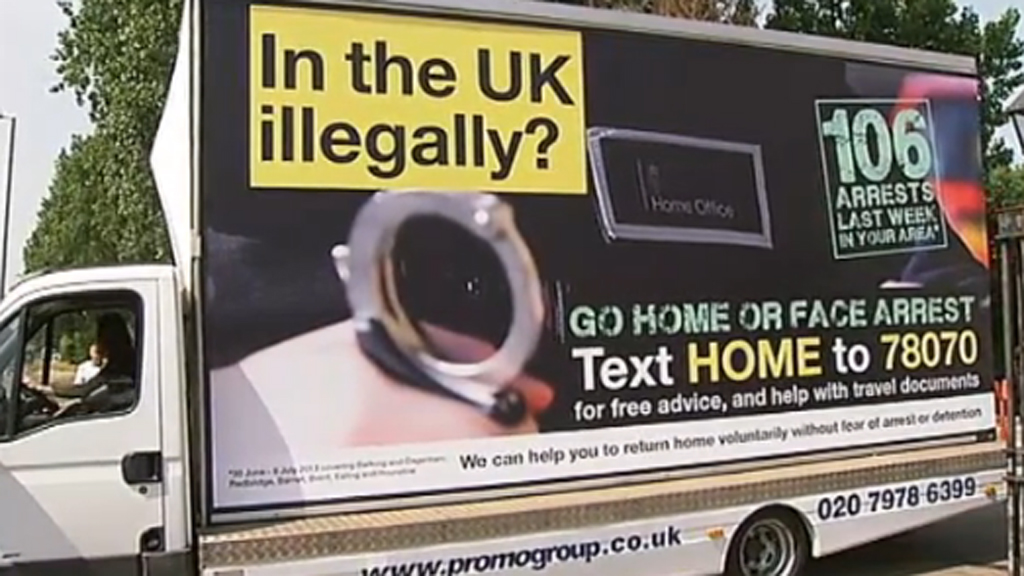 In the UK
illegally?
Home Office
106
ARRESTS
LAST WEEK
IN YOUR AREA*
GO HOME OR FACE ARREST
Text HOME to 78070
for free advice, and help with travel documents
We can help you to return home voluntarily without fear of arrest or detention
020 7978 6399
www.promogroup.co.uk